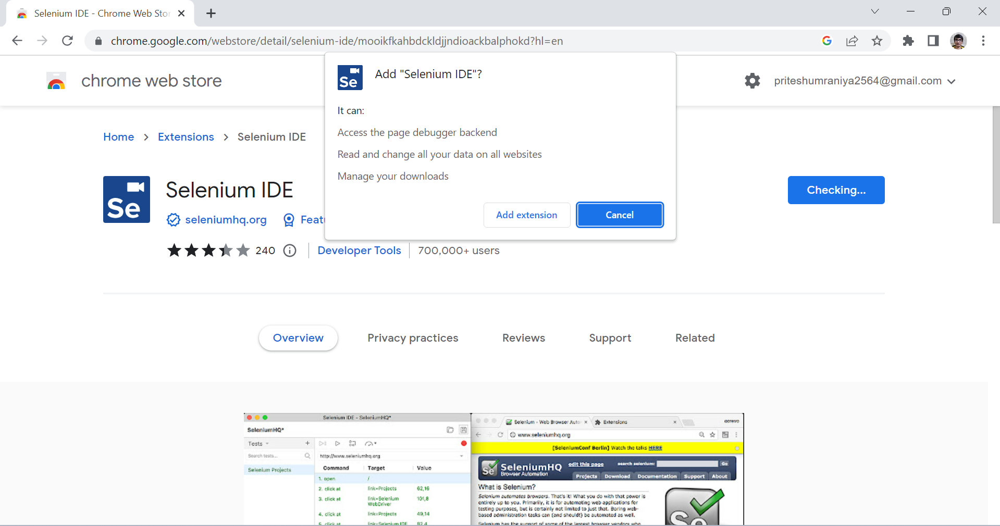 Selenium IDE - Chrome Web Stor
chrome.google.com/webstore/detail/selenium-ide/mooikfkahbdckldjjndioackbalphokd?hl=en
chrome web store
priteshumraniya2564@gmail.com
Se
Add "Selenium IDE"?
It can:
Access the page debugger backend
Read and change all your data on all websites
Manage your downloads
Add extension
Cancel
Home > Extensions > Selenium IDE
Se
Selenium IDE
Checking...
seleniumhq.org
Featu
240
Developer Tools
700,000+ users
Overview
Privacy practices
Reviews
Support
Related
Selenium IDE - SeleniumHQ*
SeleniumHQ*
Tests
Search tests...
http://www.seleniumhq.org
Command Target Value
Selenium Projects
1. open /
2. click at link=Projects 62,16
3. click at link=Selenium WebDriver 101,8
4. click at link=Projects 49,14
5. click at link=Selenium IDE 82,4
Selenium - Web Browser Auto
Extensions
www.seleniumhq.org
[SeleniumConf Berlin] Watch the talks HERE
Se
SeleniumHQ
Browser Automation
edit this page
search selenium:
Go
Projects Download Documentation Support About
What is Selenium?
Selenium automates browsers. That's it! What you do with that power is
entirely up to you. Primarily, it is for automating web applications for
testing purposes, but is certainly not limited to just that. Boring web-
based administration tasks can (and should!) be automated as well.
Selenium has the support of some of the largest browser vendors who
Se